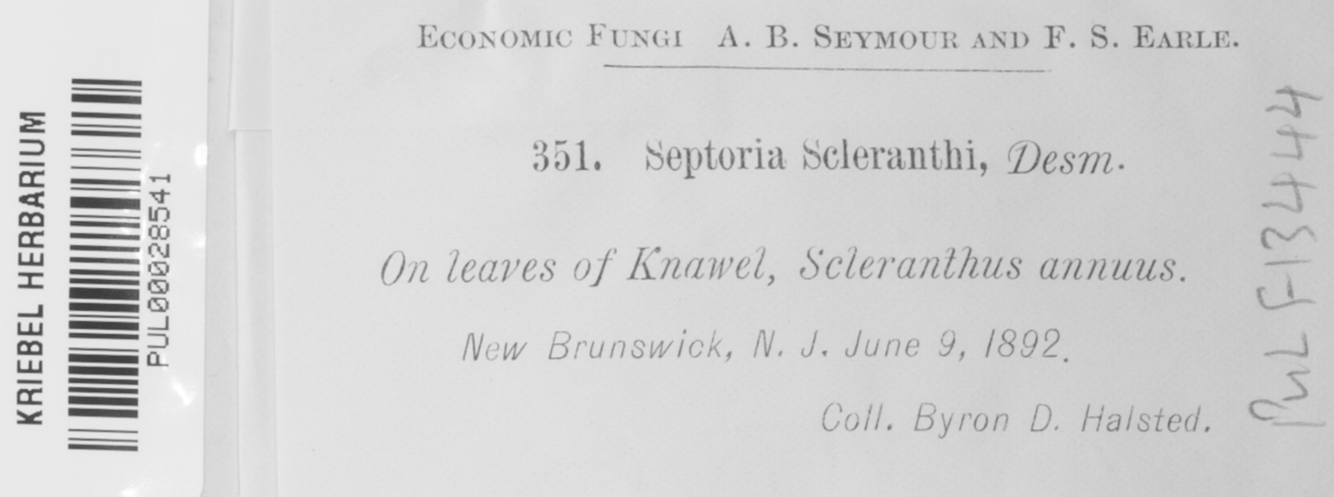 KRIEBEL HERBARIUM
PUL00028541
ECONOMIC FUNGI A. B. SEYMOUR AND F. S. EARLE.
351. Septoria Scleranthi, Desm.
On leaves of Knawel, Scleranthus annuus.
New Brunswick, N. J. June 9, 1892.
Coll. Byron D. Halsted.
PuL F13444